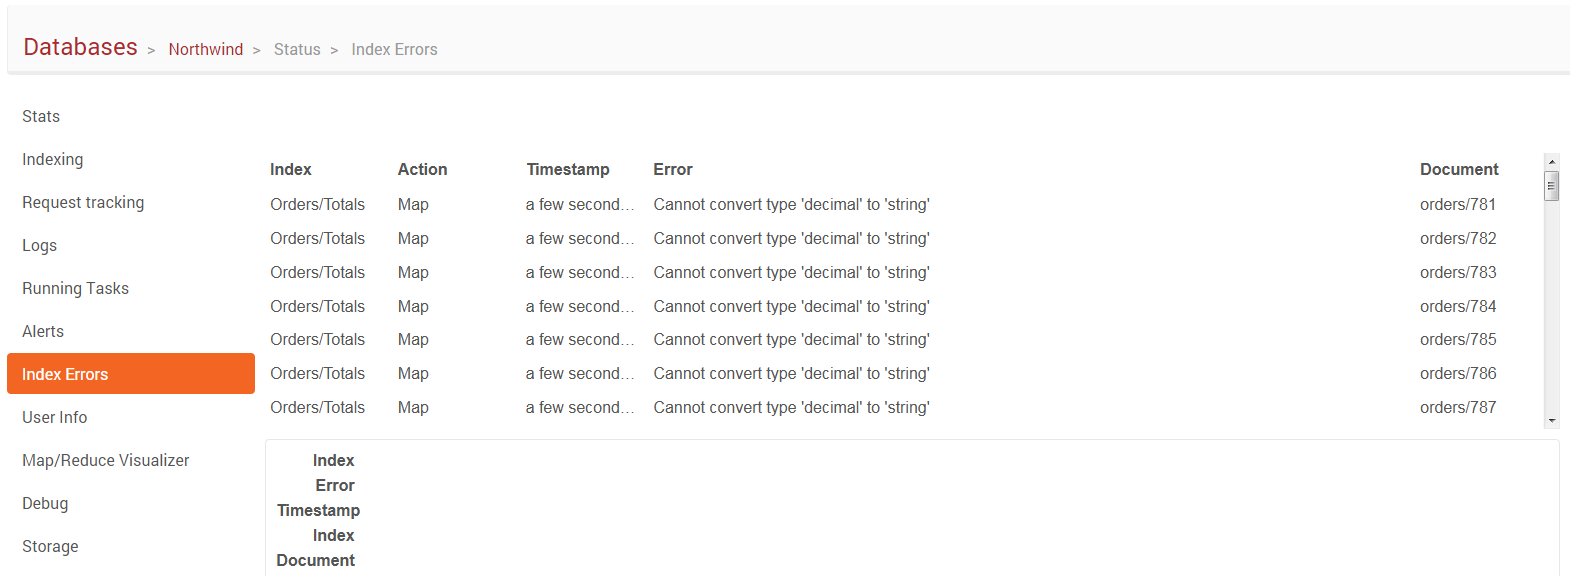 Databases > Northwind > Status > Index Errors
Stats
Indexing
Request tracking
Logs
Running Tasks
Alerts
Index Errors
User Info
Map/Reduce Visualizer
Debug
Storage
Index Action Timestamp Error Document
Orders/Totals Map a few second... Cannot convert type 'decimal' to 'string' orders/781
Orders/Totals Map a few second... Cannot convert type 'decimal' to 'string' orders/782
Orders/Totals Map a few second... Cannot convert type 'decimal' to 'string' orders/783
Orders/Totals Map a few second... Cannot convert type 'decimal' to 'string' orders/784
Orders/Totals Map a few second... Cannot convert type 'decimal' to 'string' orders/785
Orders/Totals Map a few second... Cannot convert type 'decimal' to 'string' orders/786
Orders/Totals Map a few second... Cannot convert type 'decimal' to 'string' orders/787
Index
Error
Timestamp
Index
Document